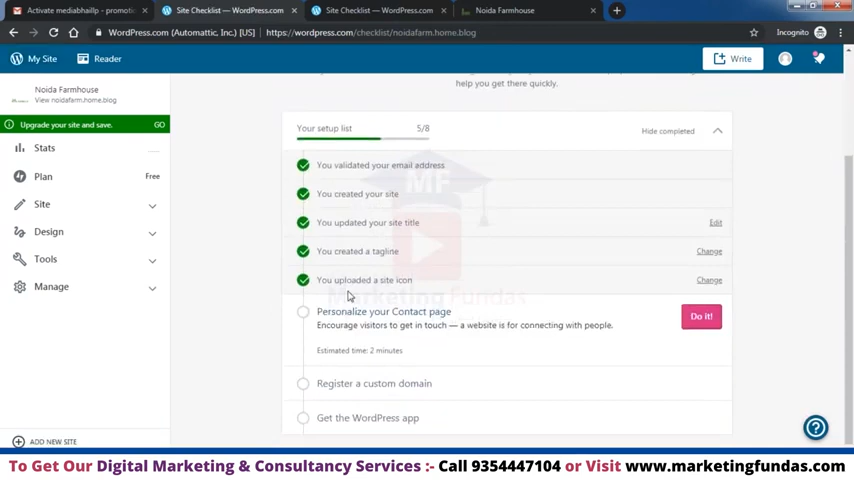 Activate mediabhaillp - promotio
Site Checklist — WordPress.com
Site Checklist — WordPress.com
Noida Farmhouse
WordPress.com (Automattic, Inc.) [US]
https://wordpress.com/checklist/noidafarm.home.blog
Incognito
My Site
Reader
Write
Noida Farmhouse
View noidafarm.home.blog
Upgrade your site and save.
GO
Stats
Plan
Free
Site
Design
Tools
Manage
ADD NEW SITE
help you get there quickly.
Your setup list
5/8
Hide completed
You validated your email address
You created your site
You updated your site title
Edit
You created a tagline
Change
You uploaded a site icon
Change
Personalize your Contact page
Encourage visitors to get in touch — a website is for connecting with people.
Estimated time: 2 minutes
Do it!
Register a custom domain
Get the WordPress app
MF
Marketing Fundas
To Get Our Digital Marketing & Consultancy Services :- Call 9354447104 or Visit www.marketingfundas.com